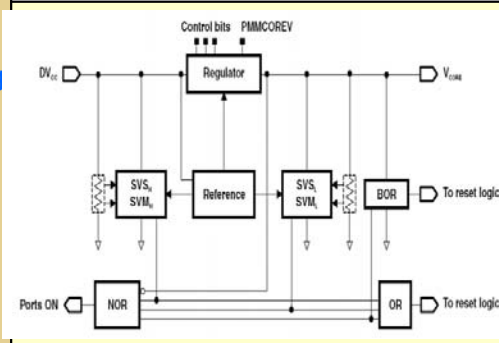 Control bits PMMCOREV
DVCC Regulator VCORE
SVSH
SVMH
Reference
SVSL
SVML
BOR To reset logic
Ports ON NOR OR To reset logic